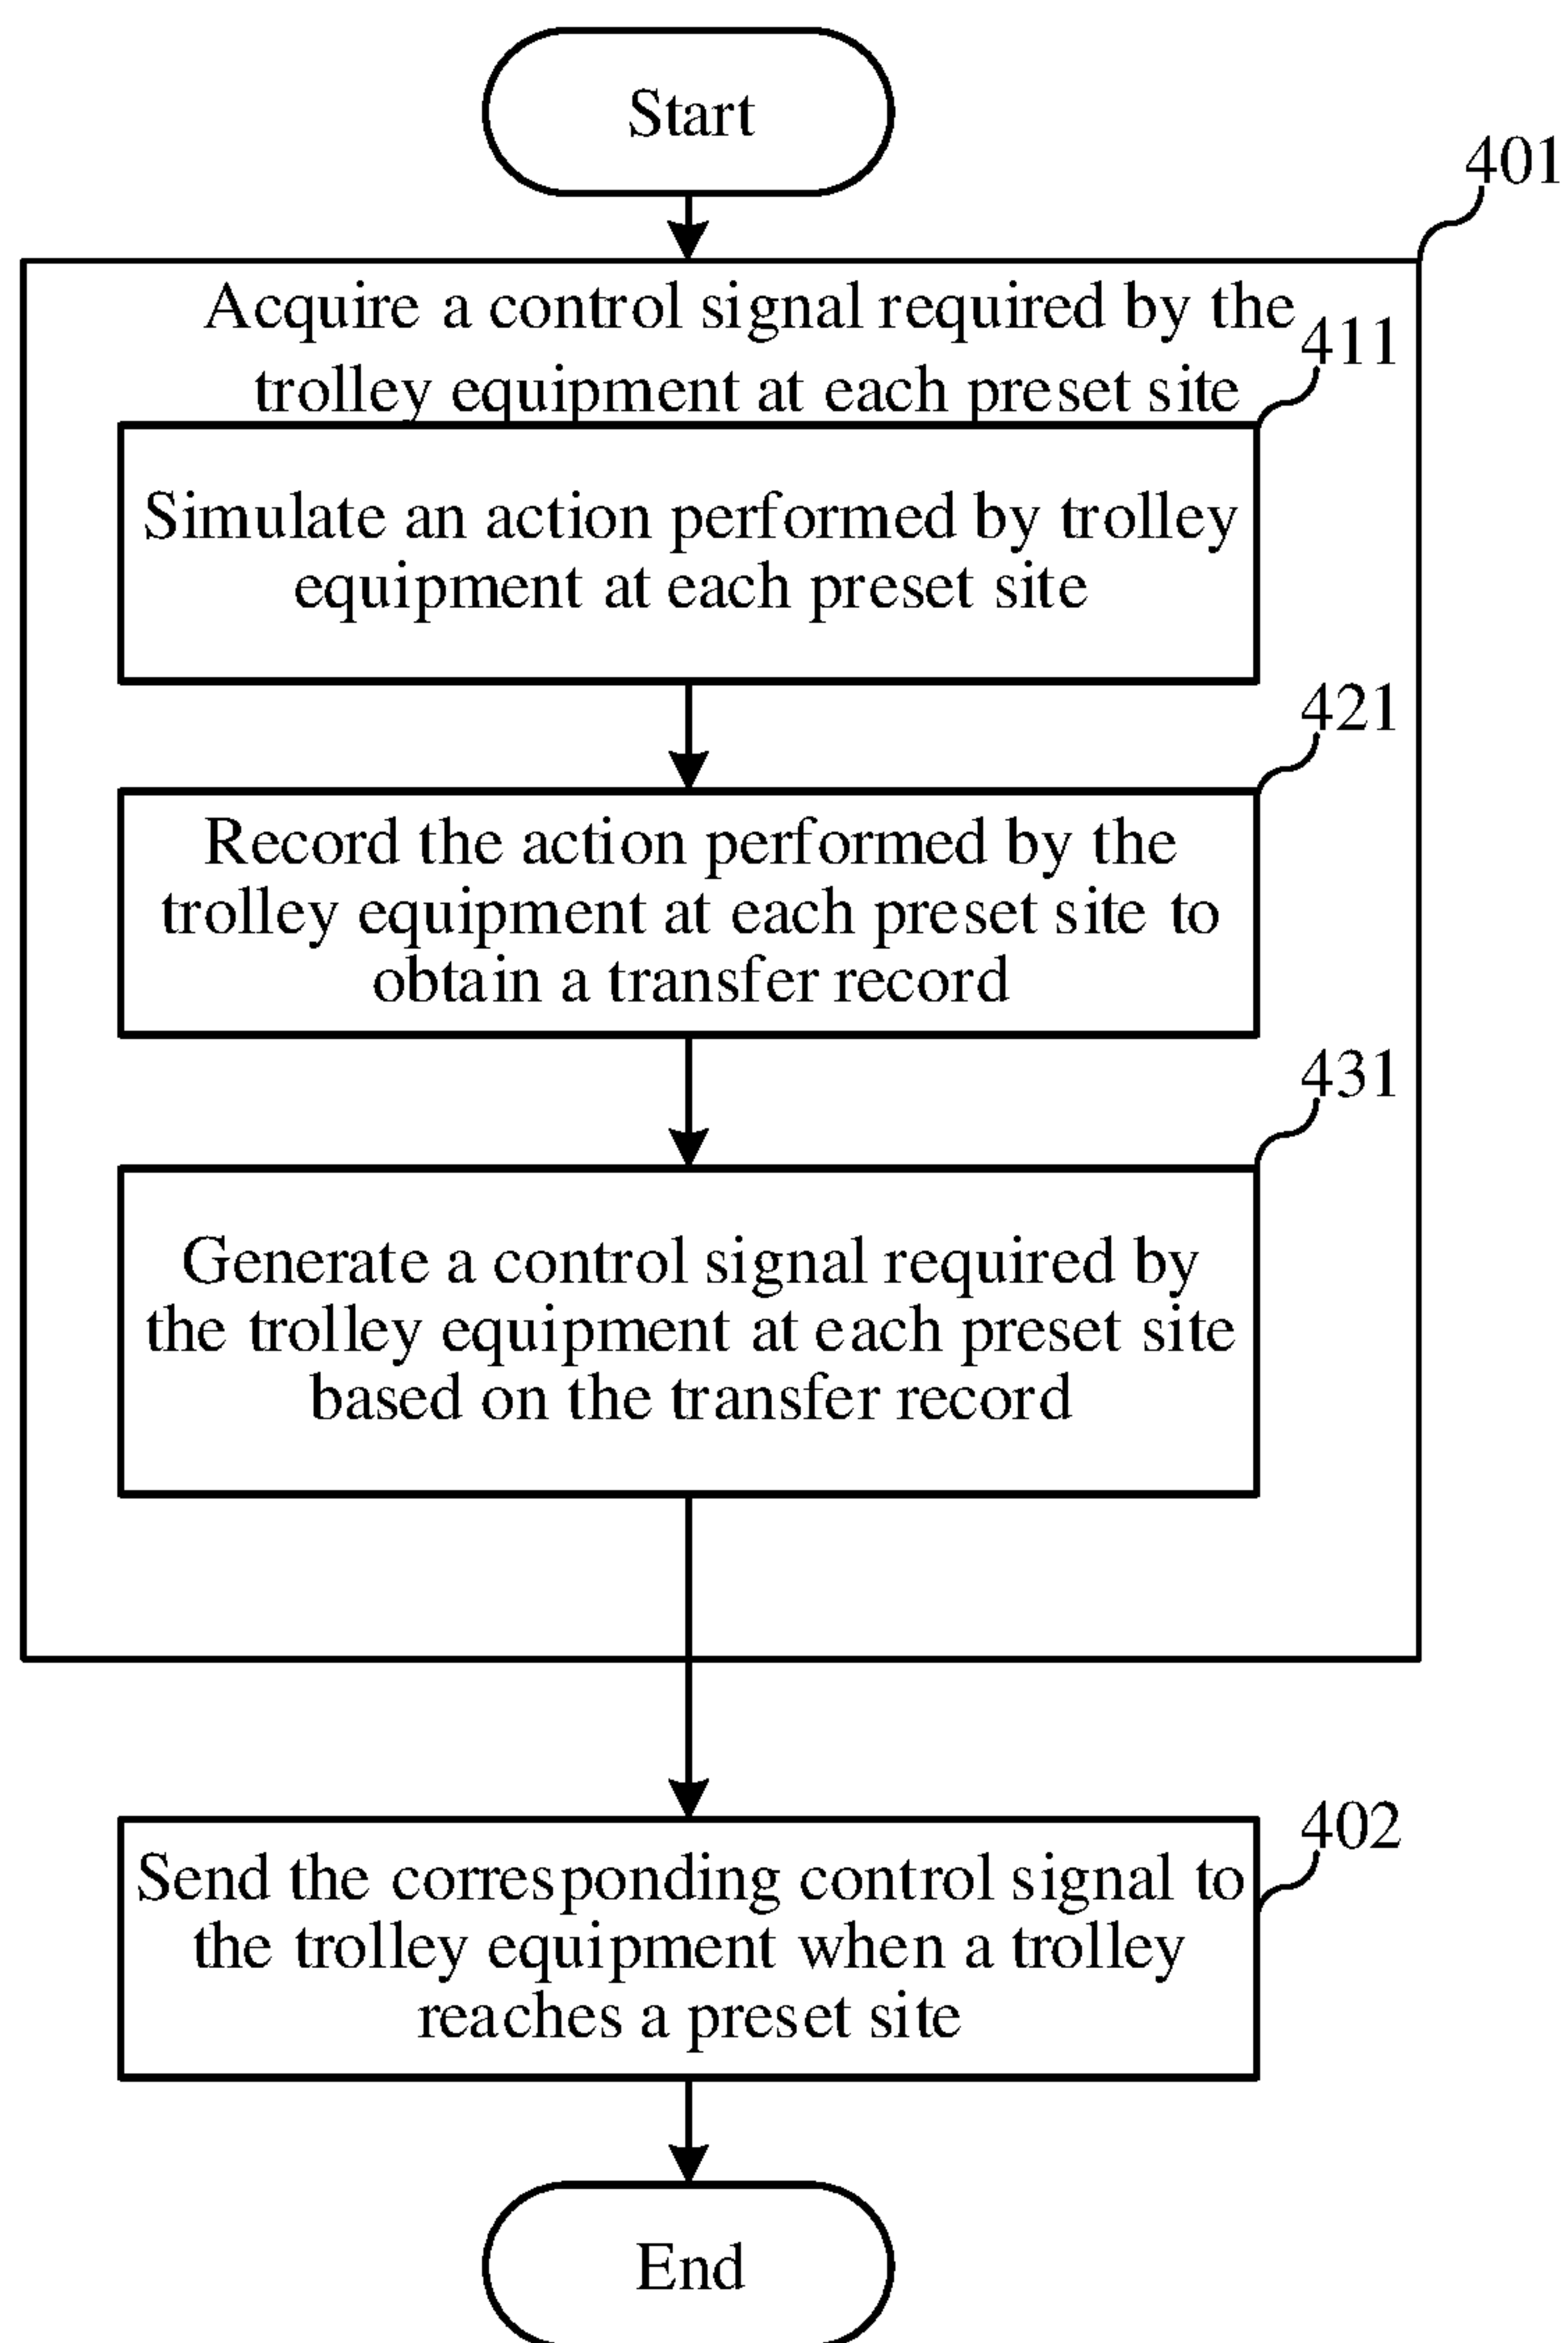 Start
401
Acquire a control signal required by the
411
trolley equipment at each preset site
Simulate an action performed by trolley
equipment at each preset site
421
Record the action performed by the
trolley equipment at each preset site to
obtain a transfer record
431
Generate a control signal required by
the trolley equipment at each preset site
based on the transfer record
402
Send the corresponding control signal to
the trolley equipment when a trolley
reaches a preset site
End